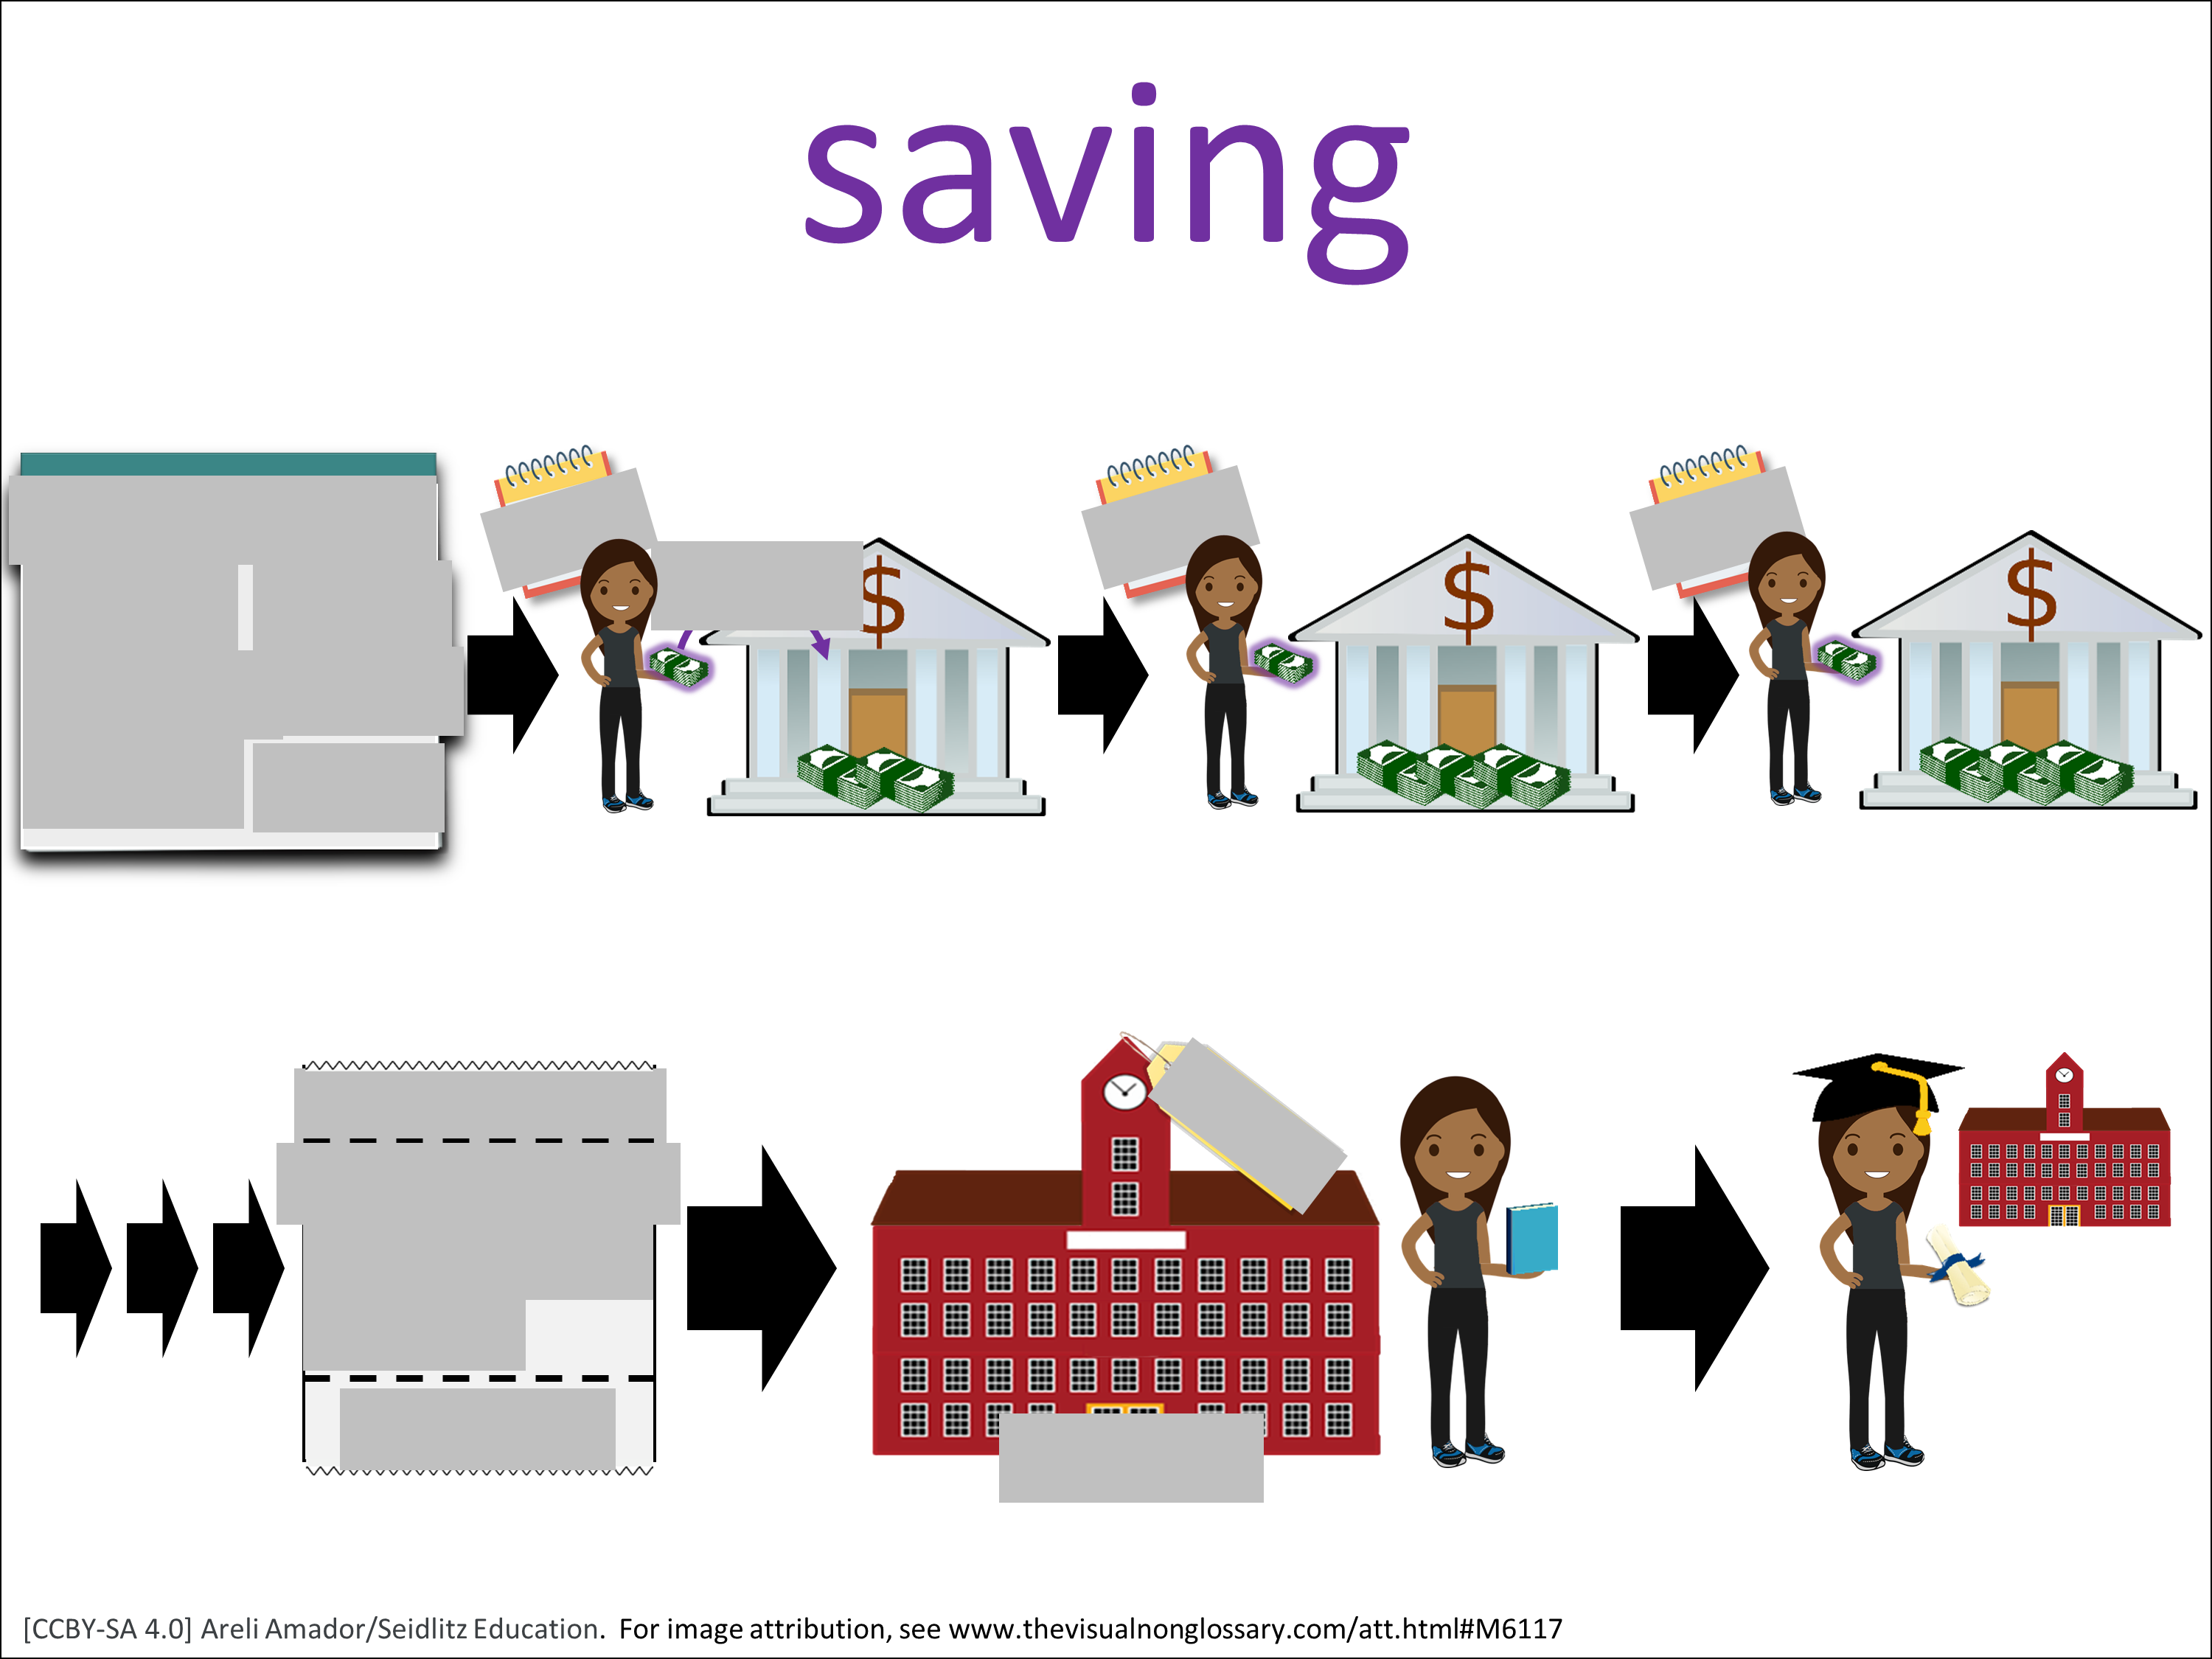 saving
$
$
$
[CCBY-SA 4.0] Areli Amador/Seidlitz Education.  For image attribution, see www.thevisualnonglossary.com/att.html#M6117